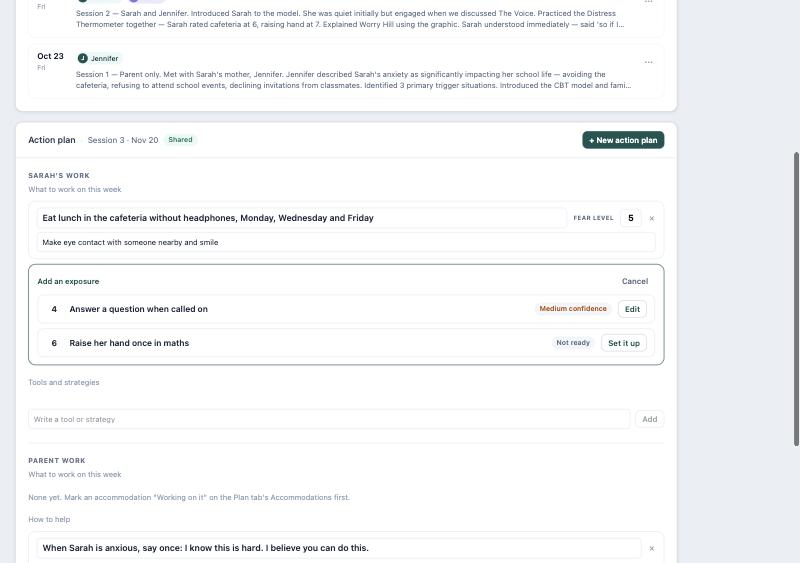 Fri
Session 2 — Sarah and Jennifer. Introduced Sarah to the model. She was quiet initially but engaged when we discussed The Voice. Practiced the Distress
Thermometer together — Sarah rated cafeteria at 6, raising hand at 7. Explained Worry Hill using the graphic. Sarah understood immediately — said 'so if I...
...
Oct 23
J Jennifer
...
Fri
Session 1 — Parent only. Met with Sarah's mother, Jennifer. Jennifer described Sarah's anxiety as significantly impacting her school life — avoiding the
cafeteria, refusing to attend school events, declining invitations from classmates. Identified 3 primary trigger situations. Introduced the CBT model and fami...
Action plan Session 3 · Nov 20 Shared
+ New action plan
SARAH'S WORK
What to work on this week
Eat lunch in the cafeteria without headphones, Monday, Wednesday and Friday FEAR LEVEL 5 ×
Make eye contact with someone nearby and smile
Add an exposure Cancel
4 Answer a question when called on Medium confidence Edit
6 Raise her hand once in maths Not ready Set it up
Tools and strategies
Write a tool or strategy Add
PARENT WORK
What to work on this week
None yet. Mark an accommodation "Working on it" on the Plan tab's Accommodations first.
How to help
When Sarah is anxious, say once: I know this is hard. I believe you can do this. ×